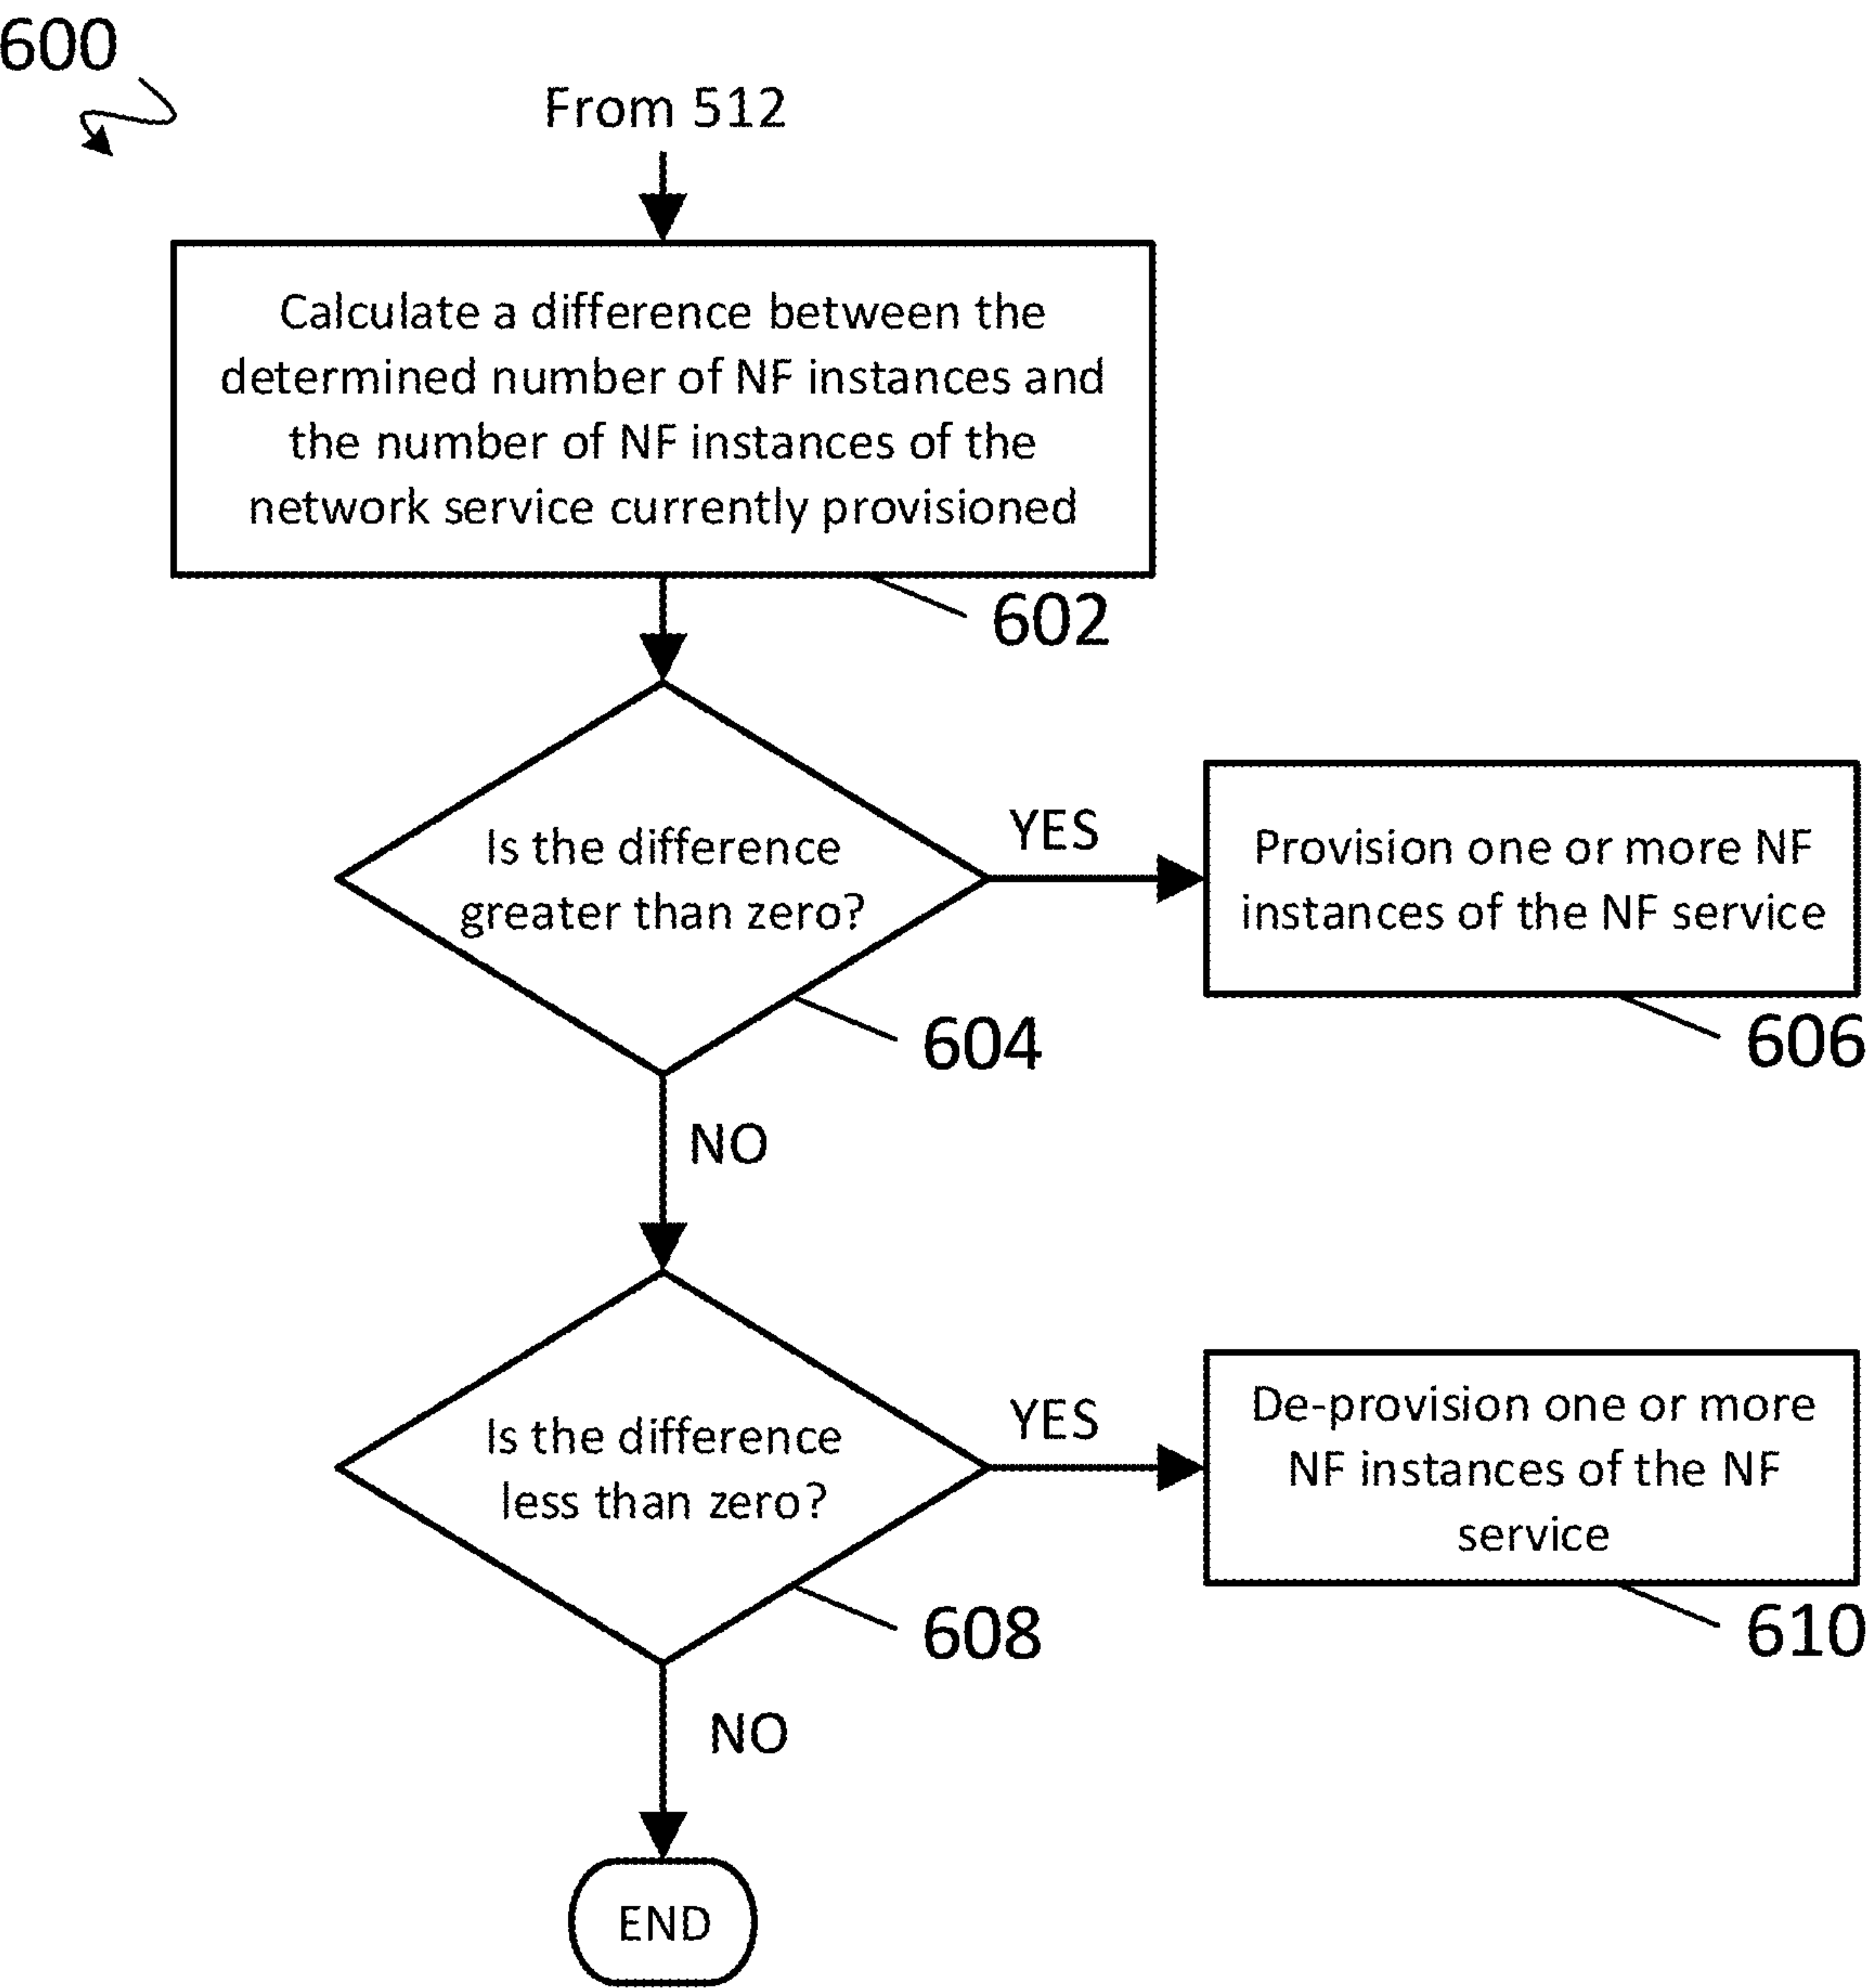 600
From 512
Calculate a difference between the
determined number of NF instances and
the number of NF instances of the
network service currently provisioned
602
Is the difference
greater than zero?
YES
Provision one or more NF
instances of the NF service
604
606
NO
Is the difference
less than zero?
YES
De-provision one or more
NF instances of the NF
service
608
610
NO
END